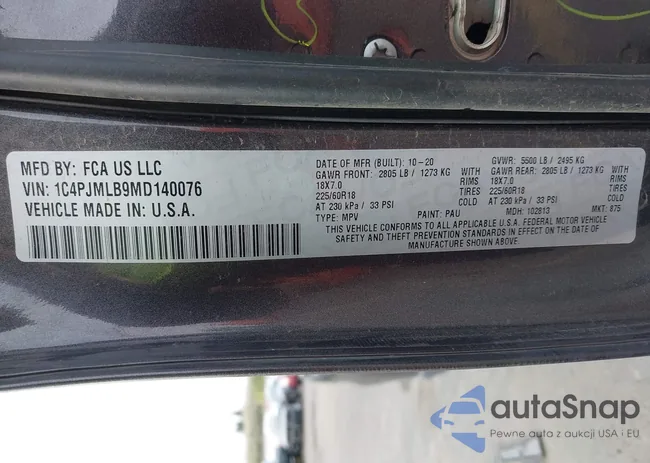 MFD BY: FCA US LLC
VIN: 1C4PJMLB9MD140076
VEHICLE MADE IN: U.S.A.
DATE OF MFR (BUILT): 10-20
GVWR: 5500 LB / 2495 KG
GAWR FRONT: 2805 LB / 1273 KG
GAWR REAR: 2805 LB / 1273 KG
18X7.0 RIMS
18X7.0 RIMS
225/60R18 TIRES
225/60R18 TIRES
AT 230 kPa / 33 PSI COLD
AT 230 kPa / 33 PSI COLD
TYPE: MPV PAINT: PAU MDH: 102813 MKT: 875
THIS VEHICLE CONFORMS TO ALL APPLICABLE U.S.A. FEDERAL MOTOR VEHICLE
SAFETY AND THEFT PREVENTION STANDARDS IN EFFECT ON THE DATE OF
MANUFACTURE SHOWN ABOVE.
autaSnap
Pewne auta z aukcji USA i EU